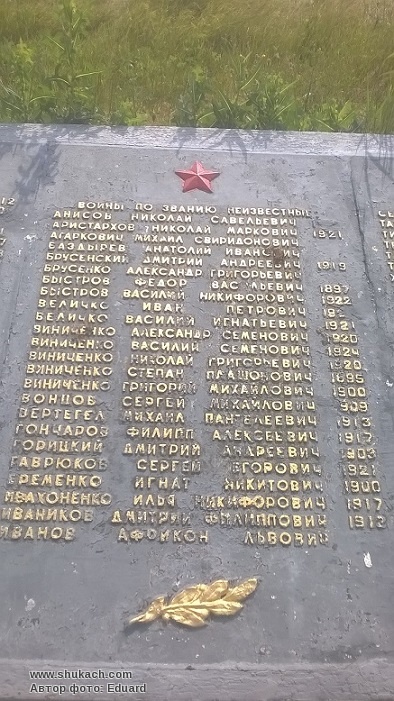 12
ВОИНЫ ПО ЗВАНИЮ НЕИЗВЕСТНЫЕ
АНИСОВ НИКОЛАЙ САВЕЛЬЕВИЧ
АРИСТАРХОВ НИКОЛАЙ МАРКОВИЧ 1921
АГАРКОВИЧ МИХАИЛ СВИРИДОНОВИЧ
БАЗДЫРЕВ АНАТОЛИЙ ИВАНОВИЧ
БРУСЕНСКИЙ ДМИТРИЙ АНДРЕЕВИЧ 1919
БРУСЕНКО АЛЕКСАНДР ГРИГОРЬЕВИЧ
БЫСТРОВ ФЕДОР ВАСИЛЬЕВИЧ 1897
БЫСТРОВ ВАСИЛИЙ НИКИФОРОВИЧ 1922
ВЕЛИЧКО ИВАН ПЕТРОВИЧ
ВЕЛИЧКО ВАСИЛИЙ ИГНАТЬЕВИЧ 1921
ВИНИЧЕНКО АЛЕКСАНДР СЕМЕНОВИЧ 1920
ВИНИЧЕНКО ВАСИЛИЙ СЕМЕНОВИЧ 1924
ВИНИЧЕНКО НИКОЛАЙ ГРИГОРЬЕВИЧ 1920
ВИНИЧЕНКО СТЕПАН 1895
ВИНИЧЕНКО ГРИГОРИЙ МИХАЙЛОВИЧ 1900
ВОНЦОВ СЕРГЕЙ МИХАЙЛОВИЧ 909
ВЕРТЕГЕЛ МИХАИЛ ПАНТЕЛЕЕВИЧ 1913
ГОНЧАРОВ ФИЛИПП АЛЕКСЕЕВИЧ 1917
ГОРИЦКИЙ ДМИТРИЙ АНДРЕЕВИЧ 1903
ГАВРЮКОВ СЕРГЕЙ ЕГОРОВИЧ 1921
ЕРЕМЕНКО ИГНАТ НИКИТОВИЧ 1900
ИВАХОНЕНКО ИЛЬЯ НИКИФОРОВИЧ 1917
ИВАНИКОВ ДМИТРИЙ ФИЛИППОВИЧ 1912
ИВАНОВ АФРИКОН ЛЬВОВИЧ
www.shukach.com
Автор фото: Eduard